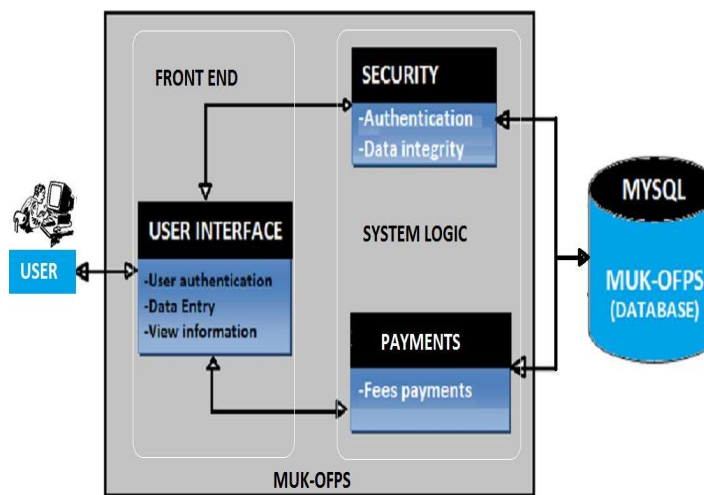 FRONT END
SECURITY
-Authentication
-Data integrity
USER INTERFACE
-User authentication
-Data Entry
-View information
SYSTEM LOGIC
USER
PAYMENTS
-Fees payments
MYSQL
MUK-OFPS
(DATABASE)
MUK-OFPS